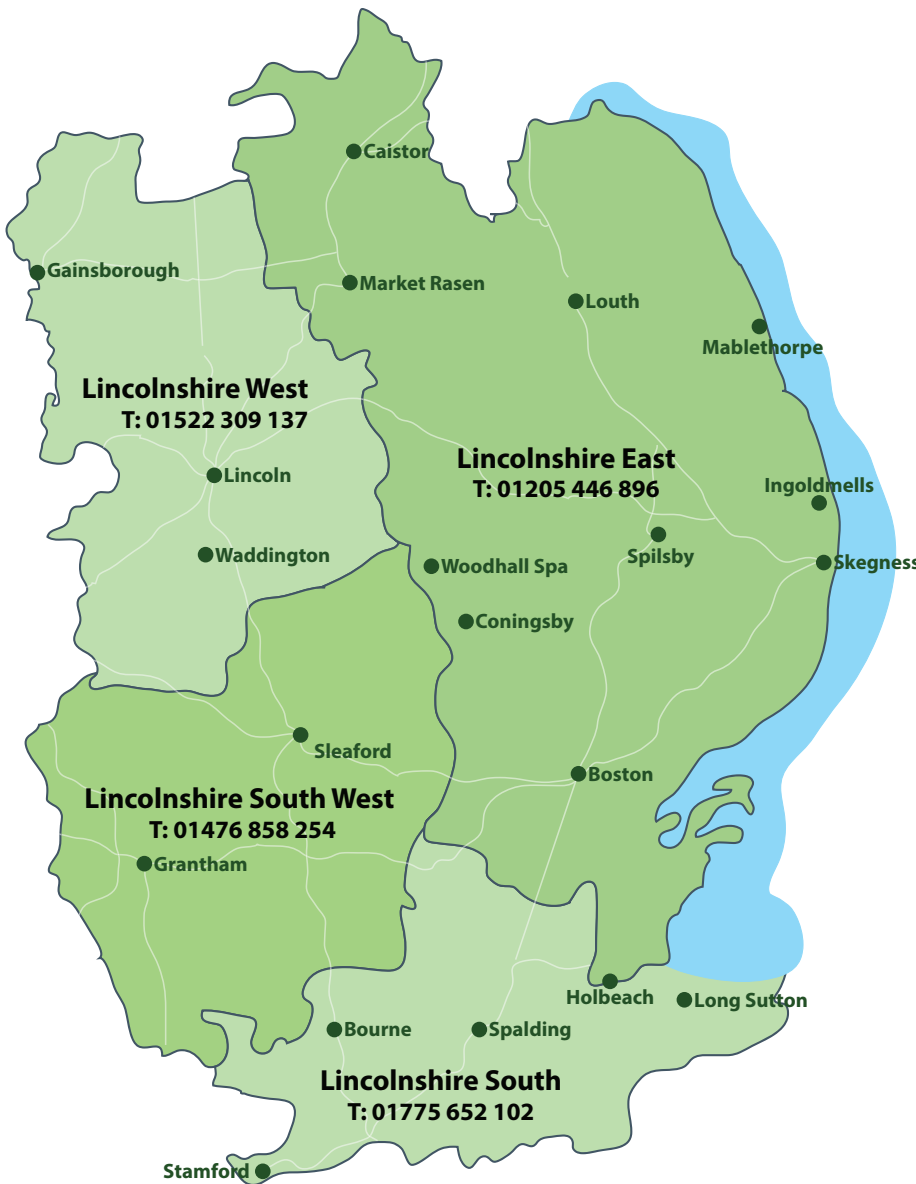 Caistor
Gainsborough
Market Rasen
Louth
Mablethorpe
Lincolnshire West
T: 01522 309 137
Lincolnshire East
T: 01205 446 896
Lincoln
Ingoldmells
Waddington
Woodhall Spa
Spilsby
Skegness
Coningsby
Sleaford
Boston
Lincolnshire South West
T: 01476 858 254
Grantham
Holbeach
Long Sutton
Bourne
Spalding
Lincolnshire South
T: 01775 652 102
Stamford